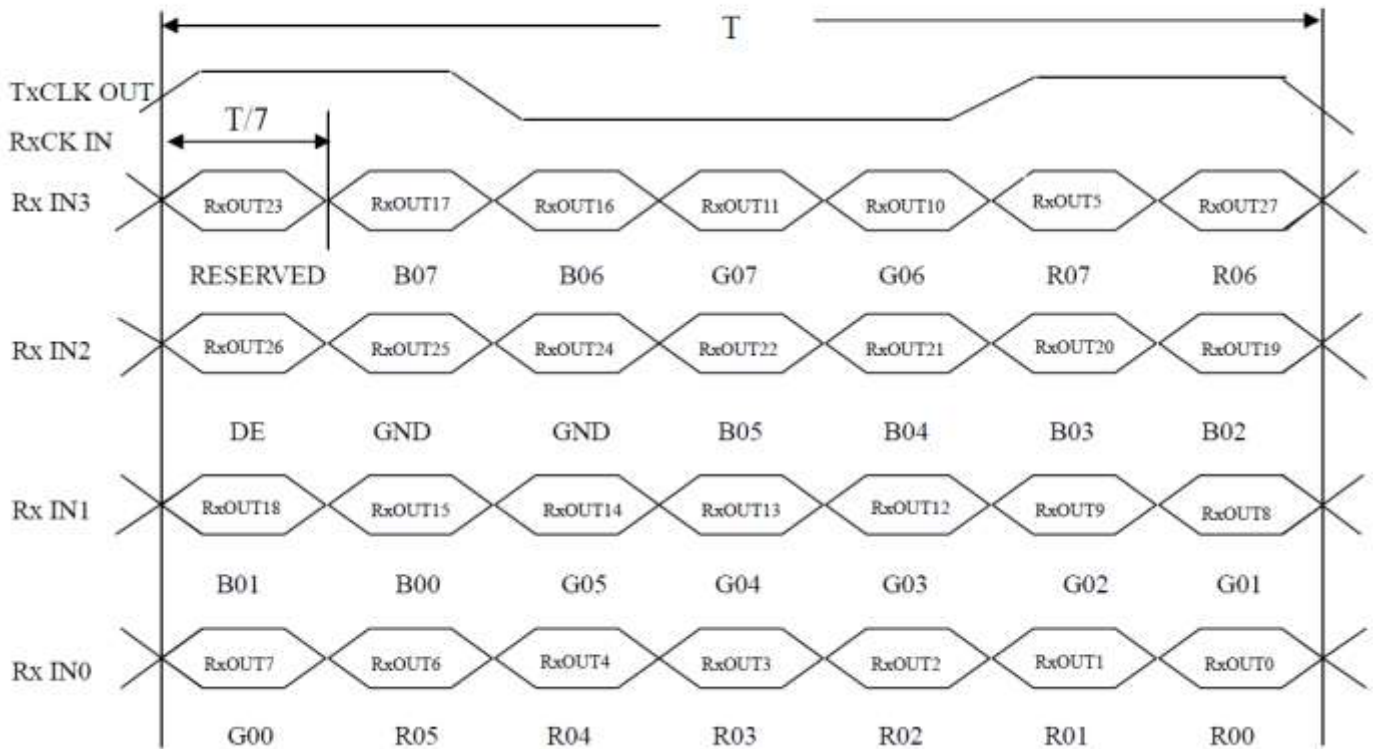 T
TxCLK OUT
T/7
RxCK IN
Rx IN3 RxOUT23 RxOUT17 RxOUT16 RxOUT11 RxOUT10 RxOUT5 RxOUT27
RESERVED B07 B06 G07 G06 R07 R06
Rx IN2 RxOUT26 RxOUT25 RxOUT24 RxOUT22 RxOUT21 RxOUT20 RxOUT19
DE GND GND B05 B04 B03 B02
Rx IN1 RxOUT18 RxOUT15 RxOUT14 RxOUT13 RxOUT12 RxOUT9 RxOUT8
B01 B00 G05 G04 G03 G02 G01
Rx IN0 RxOUT7 RxOUT6 RxOUT4 RxOUT3 RxOUT2 RxOUT1 RxOUT0
G00 R05 R04 R03 R02 R01 R00